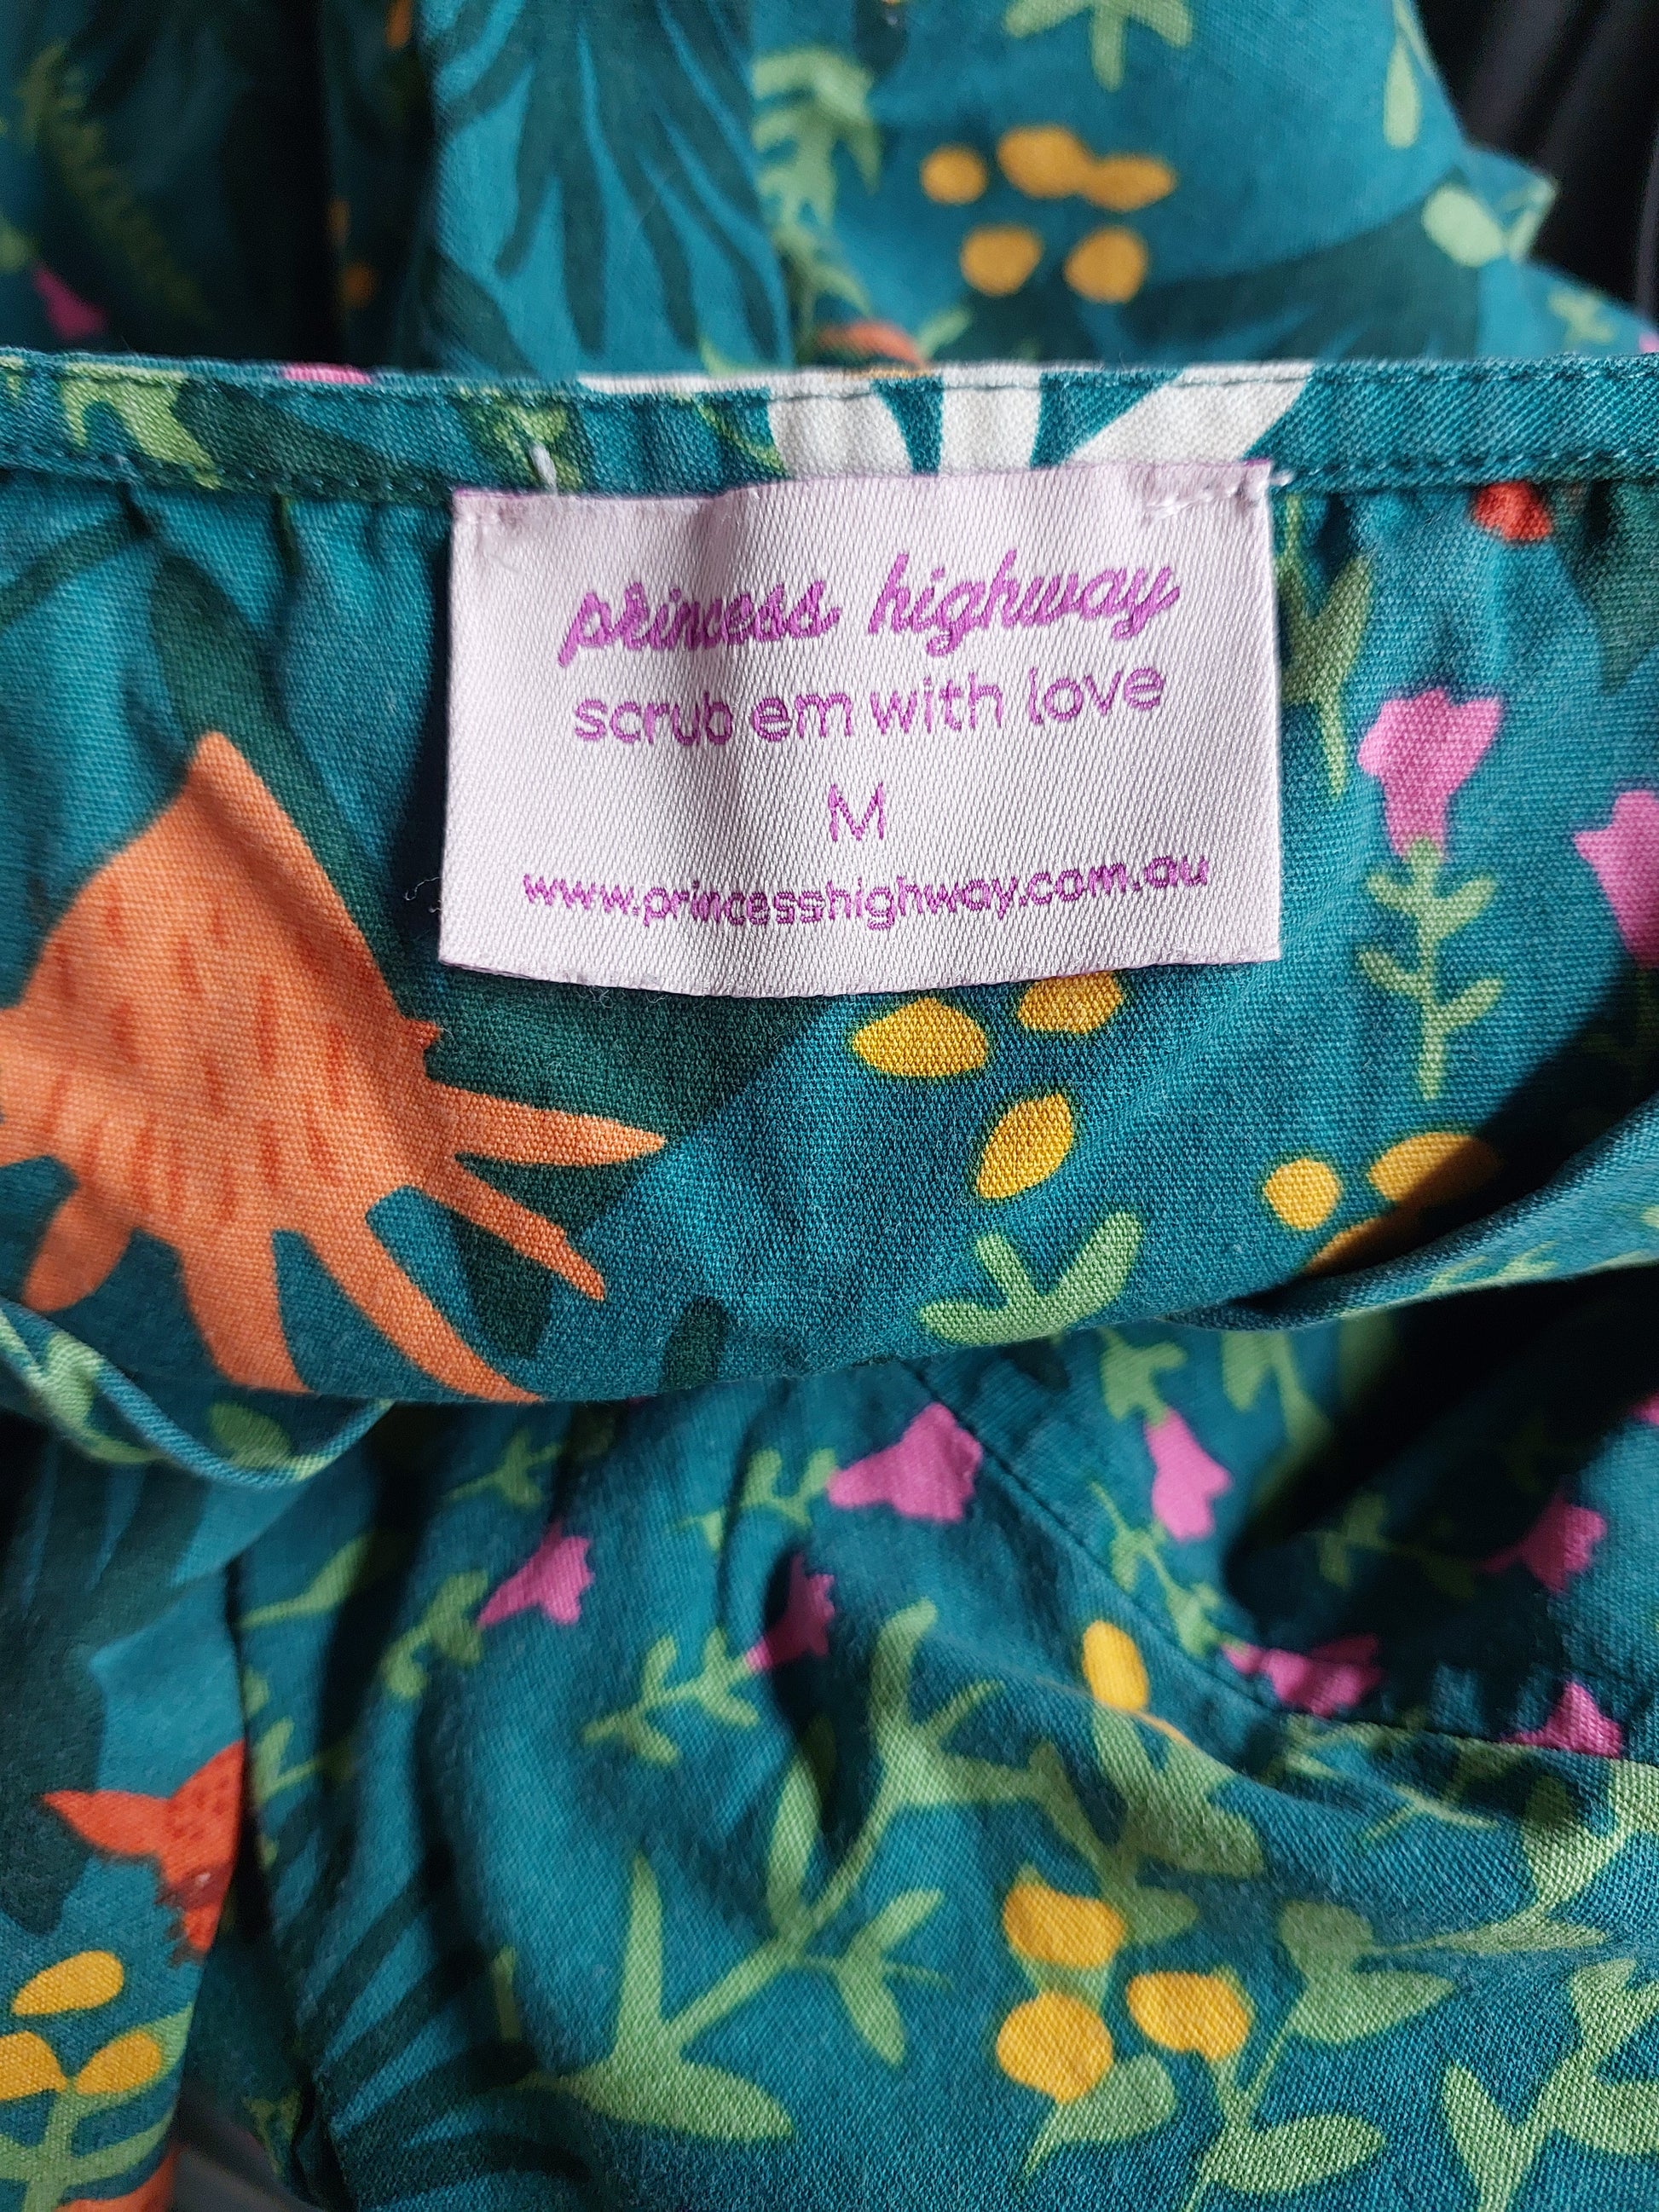 princess highway
scrub em with love
M
www.princesshighway.com.au